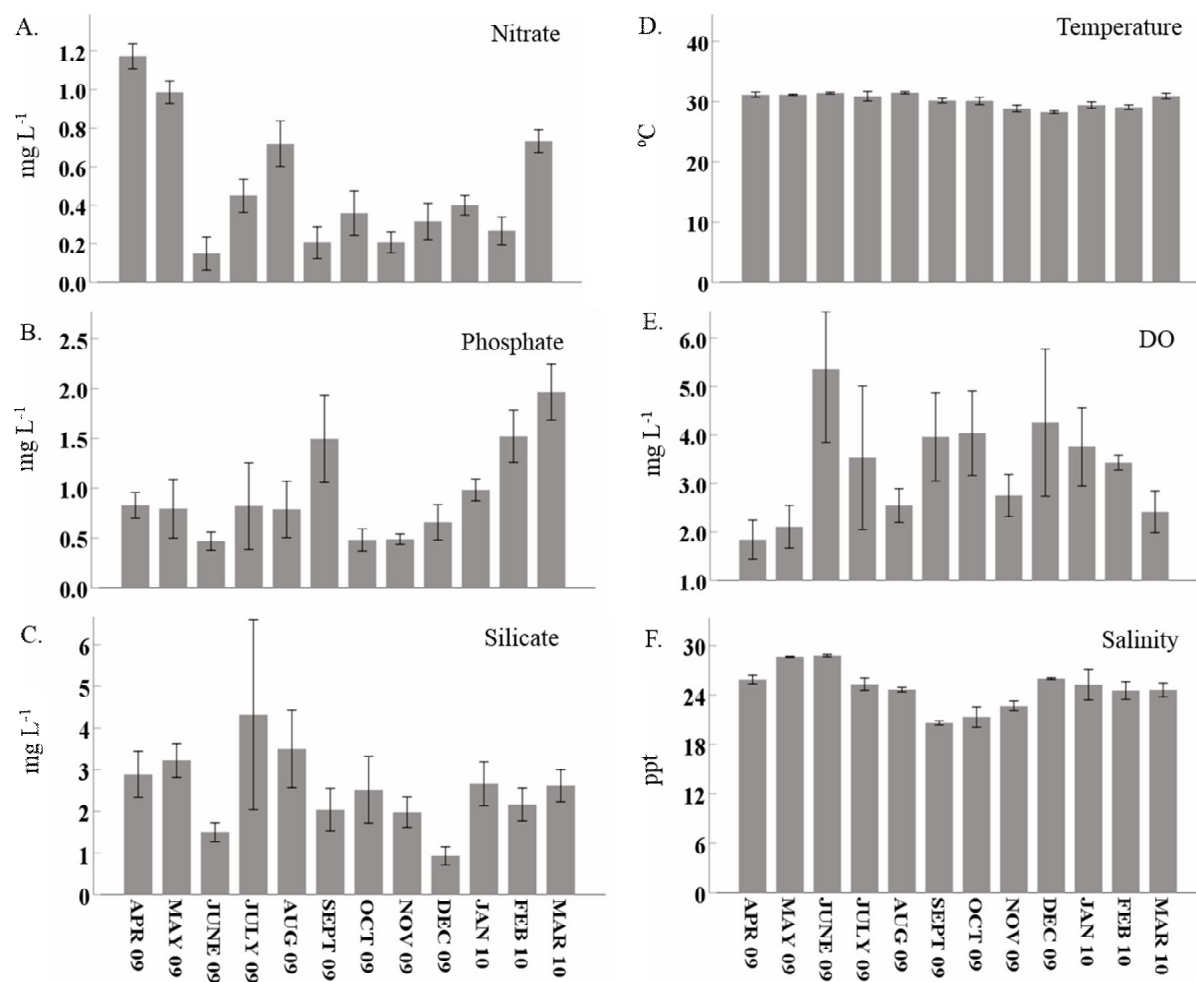 A.
Nitrate
mg L-1
1.2
1.0
0.8
0.6
0.4
0.2
0.0
B.
Phosphate
mg L-1
2.5
2.0
1.5
1.0
0.5
0.0
C.
Silicate
mg L-1
6
5
4
3
2
1
0
APR 09
MAY 09
JUNE 09
JULY 09
AUG 09
SEPT 09
OCT 09
NOV 09
DEC 09
JAN 10
FEB 10
MAR 10
D.
Temperature
ºC
40
30
20
10
0
E.
DO
mg L-1
6.0
5.0
4.0
3.0
2.0
1.0
F.
Salinity
ppt
30
24
18
12
6
0
APR 09
MAY 09
JUNE 09
JULY 09
AUG 09
SEPT 09
OCT 09
NOV 09
DEC 09
JAN 10
FEB 10
MAR 10